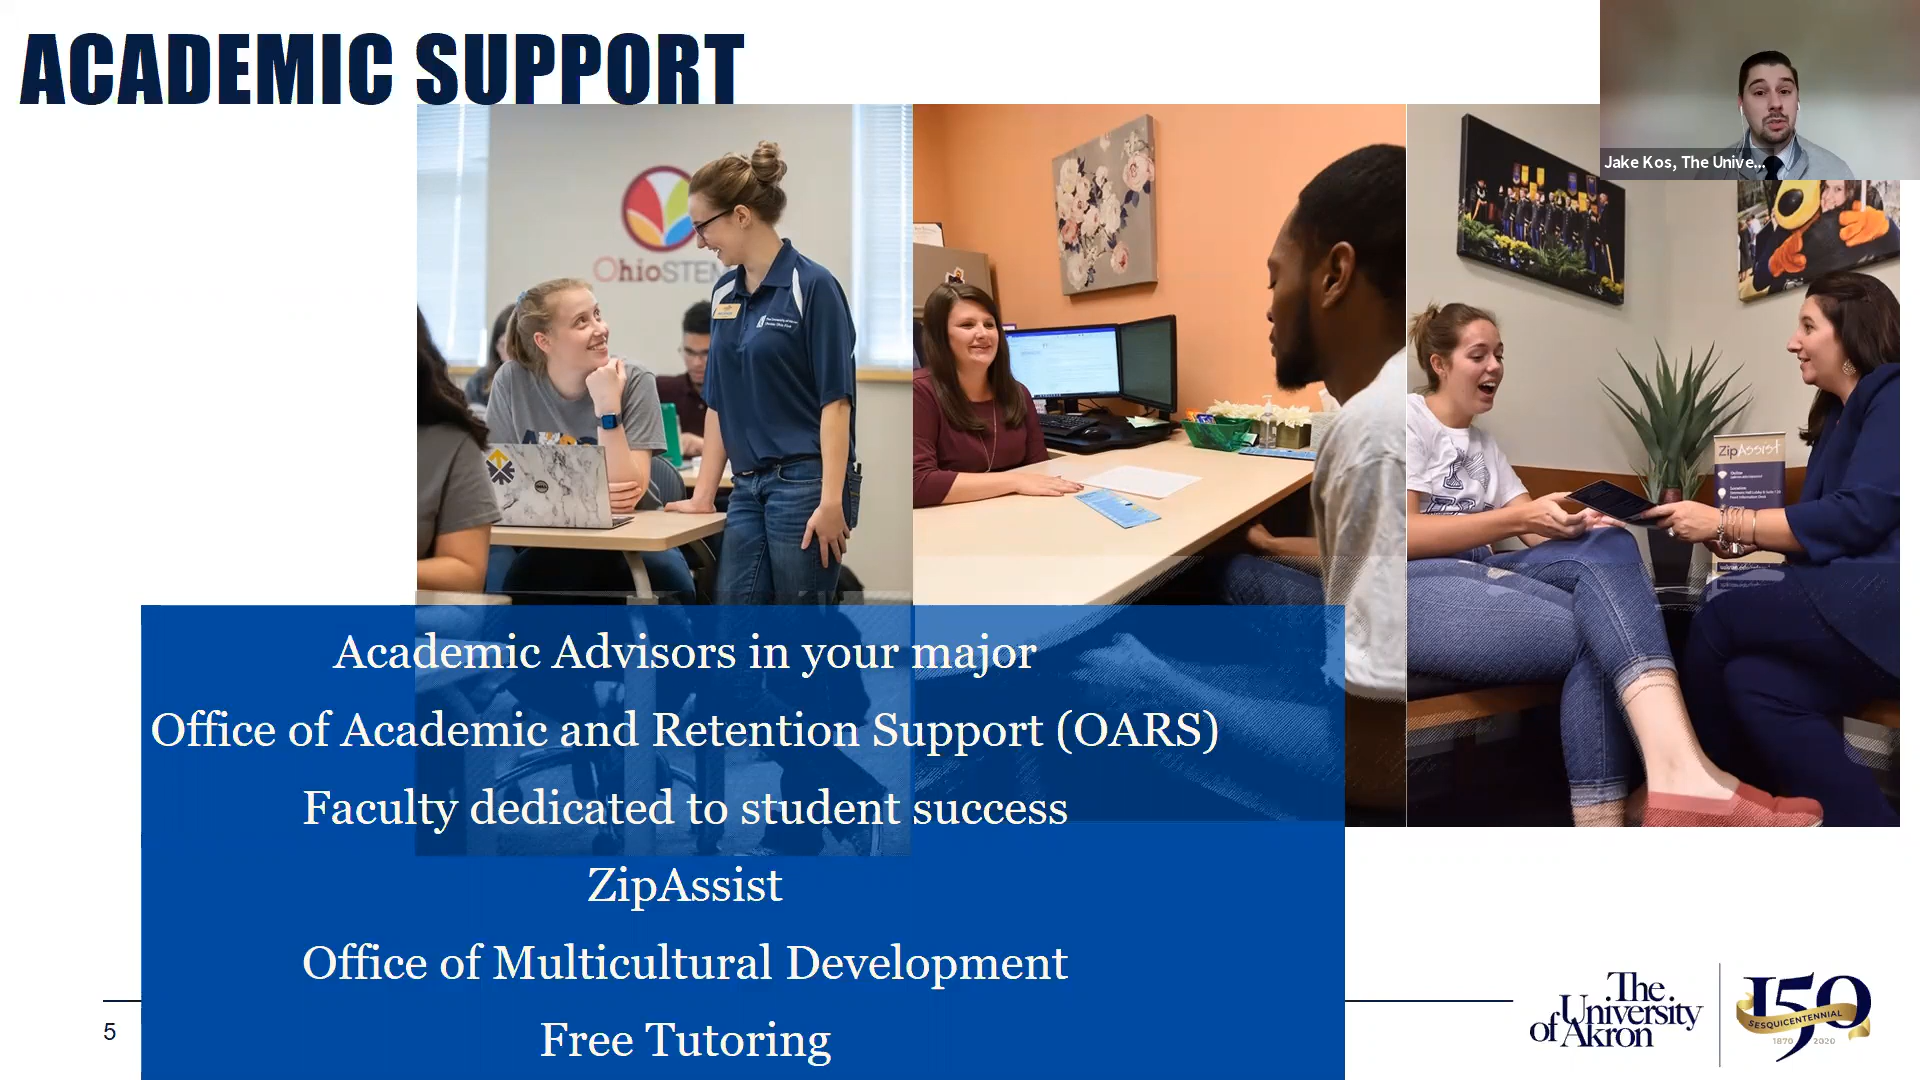 ACADEMIC SUPPORT
Jake Kos, The Unive...
OhioSTEM
DELL
ZipAssist
Academic Advisors in your major
Office of Academic and Retention Support (OARS)
Faculty dedicated to student success
ZipAssist
Office of Multicultural Development
Free Tutoring
5
The
University
of Akron
150
SESQUICENTENNIAL
1870 2020